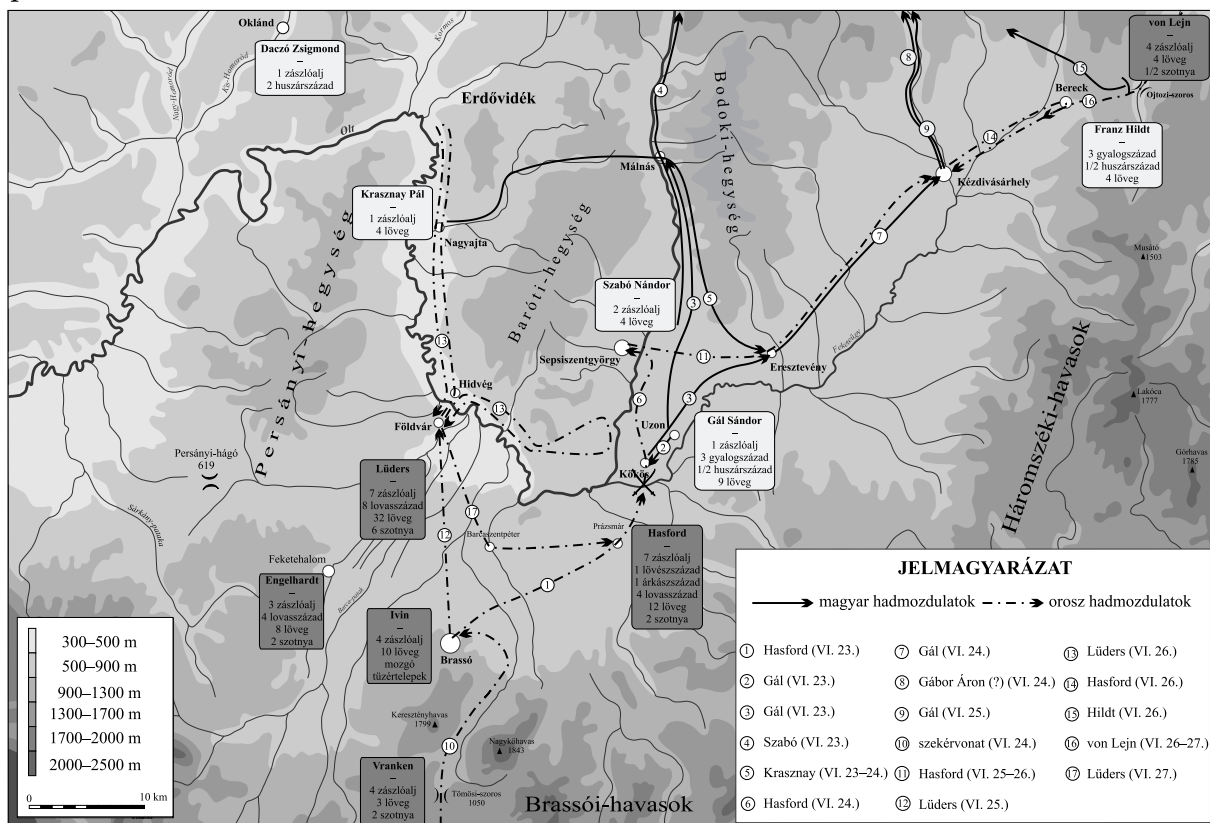 Oklánd
Daczó Zsigmond
–
1 zászlóalj
2 huszárszázad
Nagy-Homoród
Kis-Homoród
Kormos
Erdővidék
Olt
Krasznay Pál
–
1 zászlóalj
4 löveg
Nagyajta
Málnás
Bodoki-hegység
Baróti-hegység
Persányi-hegység
Szabó Nándor
–
2 zászlóalj
4 löveg
Sepsiszentgyörgy
Eresztevény
Feketeügy
von Lejn
–
4 zászlóalj
4 löveg
1/2 szotnya
Ojtozi-szoros
Bereck
Franz Hildt
–
3 gyalogszázad
1/2 huszárszázad
4 löveg
Kézdivásárhely
Musátó
1503
Lakóca
1777
Górhavas
1785
Háromszéki-havasok
Hidvég
Földvár
Uzon
Kökös
Gál Sándor
–
1 zászlóalj
3 gyalogszázad
1/2 huszárszázad
9 löveg
Persányi-hágó
619
Sárkány-pataka
Lüders
–
7 zászlóalj
8 lovasszázad
32 löveg
6 szotnya
Barcaszentpéter
Prázsmár
Hasford
–
7 zászlóalj
1 lövészszázad
1 árkászszázad
4 lovasszázad
12 löveg
2 szotnya
Feketehalom
Engelhardt
–
3 zászlóalj
4 lovasszázad
8 löveg
2 szotnya
Barca-patak
Ivin
–
4 zászlóalj
10 löveg
mozgó
tüzértelepek
Brassó
Keresztényhavas
1799
Nagykőhavas
1843
Vranken
–
4 zászlóalj
3 löveg
2 szotnya
Tömösi-szoros
1050
Brassói-havasok
300–500 m
500–900 m
900–1300 m
1300–1700 m
1700–2000 m
2000–2500 m
0 10 km
JELMAGYARÁZAT
magyar hadmozdulatok orosz hadmozdulatok
1 Hasford (VI. 23.)
2 Gál (VI. 23.)
3 Gál (VI. 23.)
4 Szabó (VI. 23.)
5 Krasznay (VI. 23–24.)
6 Hasford (VI. 24.)
7 Gál (VI. 24.)
8 Gábor Áron (?) (VI. 24.)
9 Gál (VI. 25.)
10 szekérvonat (VI. 24.)
11 Hasford (VI. 25–26.)
12 Lüders (VI. 25.)
13 Lüders (VI. 26.)
14 Hasford (VI. 26.)
15 Hildt (VI. 26.)
16 von Lejn (VI. 26–27.)
17 Lüders (VI. 27.)